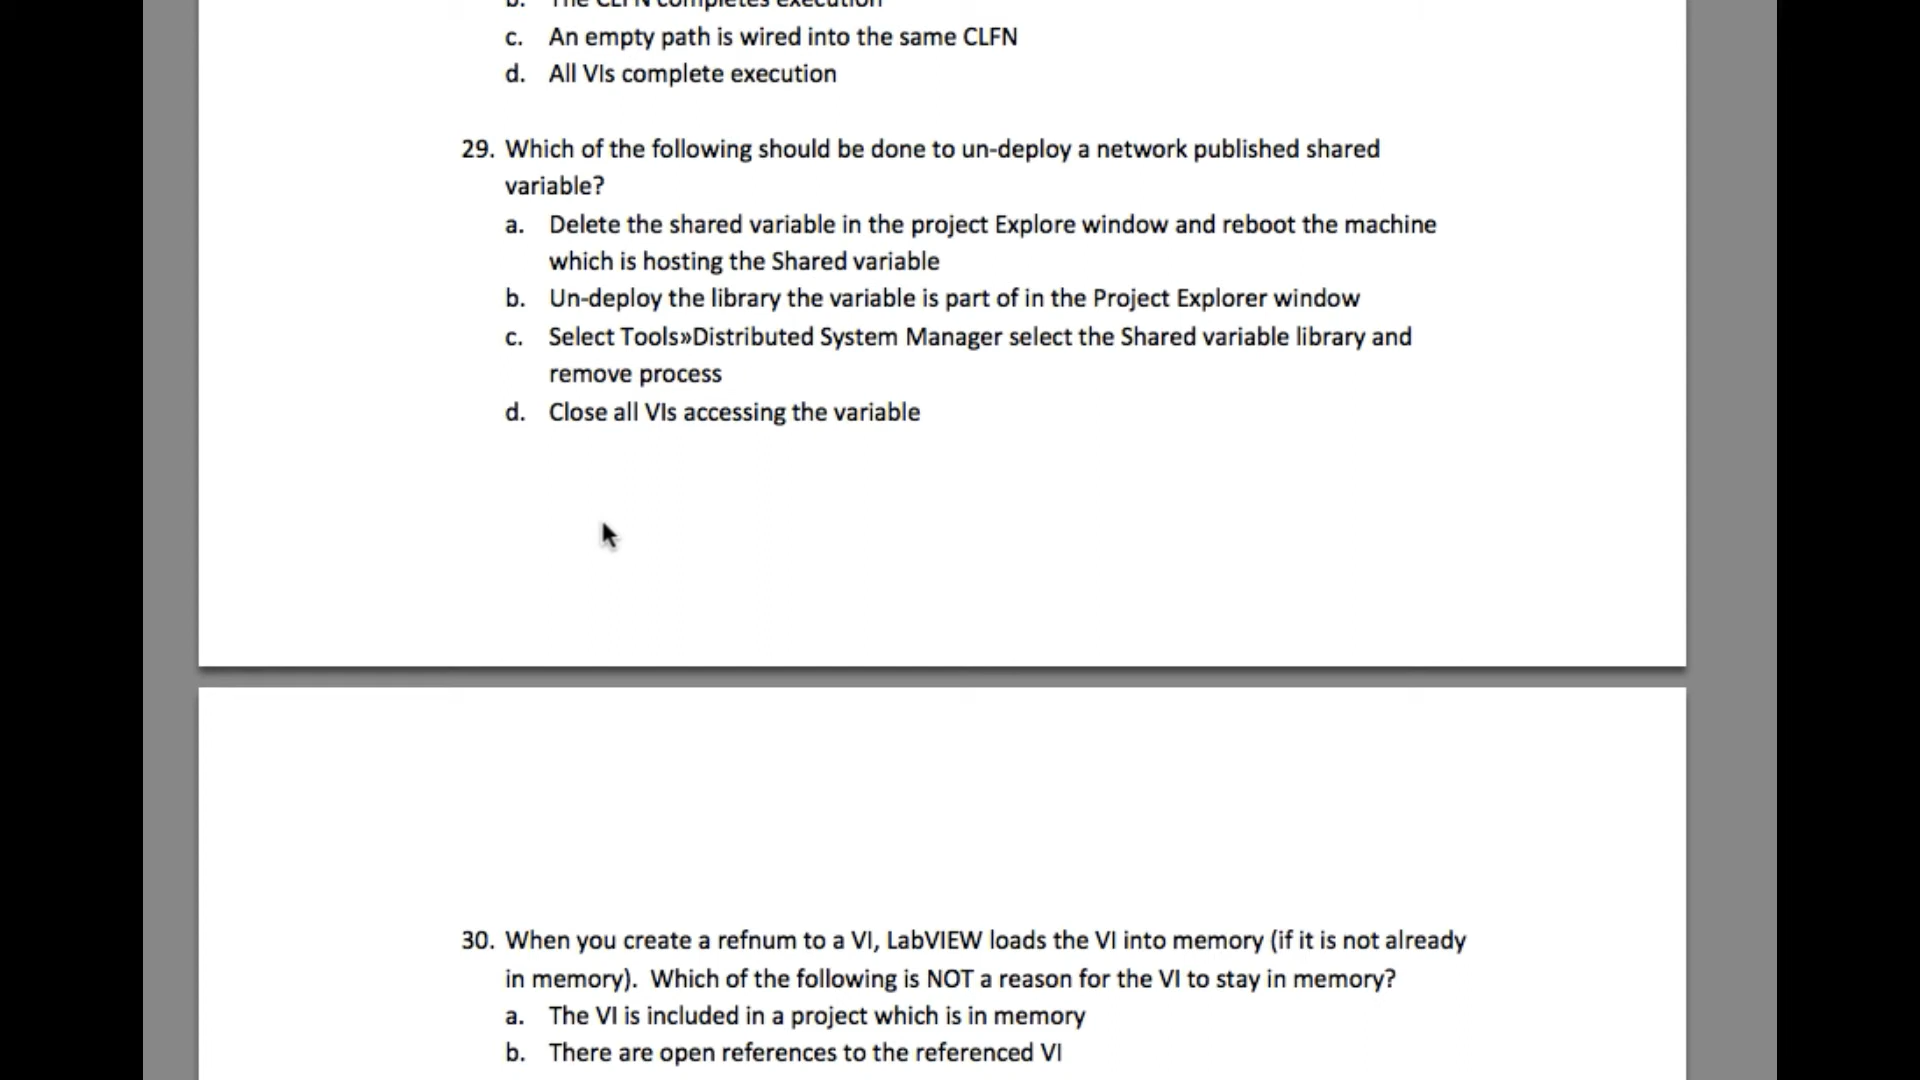 b. The CLFN completes execution
c. An empty path is wired into the same CLFN
d. All VIs complete execution
29. Which of the following should be done to un-deploy a network published shared
variable?
a. Delete the shared variable in the project Explore window and reboot the machine
which is hosting the Shared variable
b. Un-deploy the library the variable is part of in the Project Explorer window
c. Select Tools»Distributed System Manager select the Shared variable library and
remove process
d. Close all VIs accessing the variable
30. When you create a refnum to a VI, LabVIEW loads the VI into memory (if it is not already
in memory). Which of the following is NOT a reason for the VI to stay in memory?
a. The VI is included in a project which is in memory
b. There are open references to the referenced VI